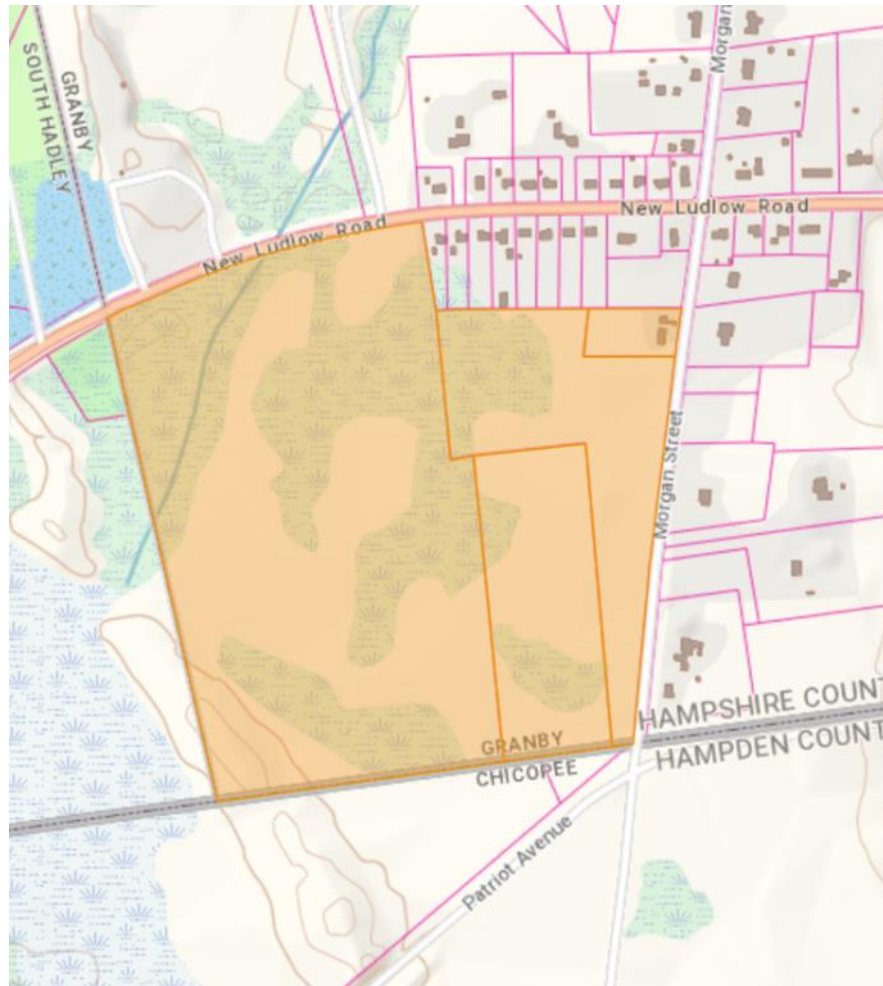 Morgan
GRANBY
SOUTH HADLEY
New Ludlow Road
New Ludlow Road
Morgan Street
HAMPSHIRE COUNT
GRANBY
HAMPDEN COUNT
CHICOPEE
Patriot Avenue